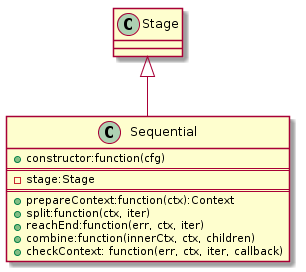 C Stage
C Sequential
constructor:function(cfg)
stage:Stage
prepareContext:function(ctx):Context
split:function(ctx, iter)
reachEnd:function(err, ctx, iter)
combine:function(innerCtx, ctx, children)
checkContext: function(err, ctx, iter, callback)